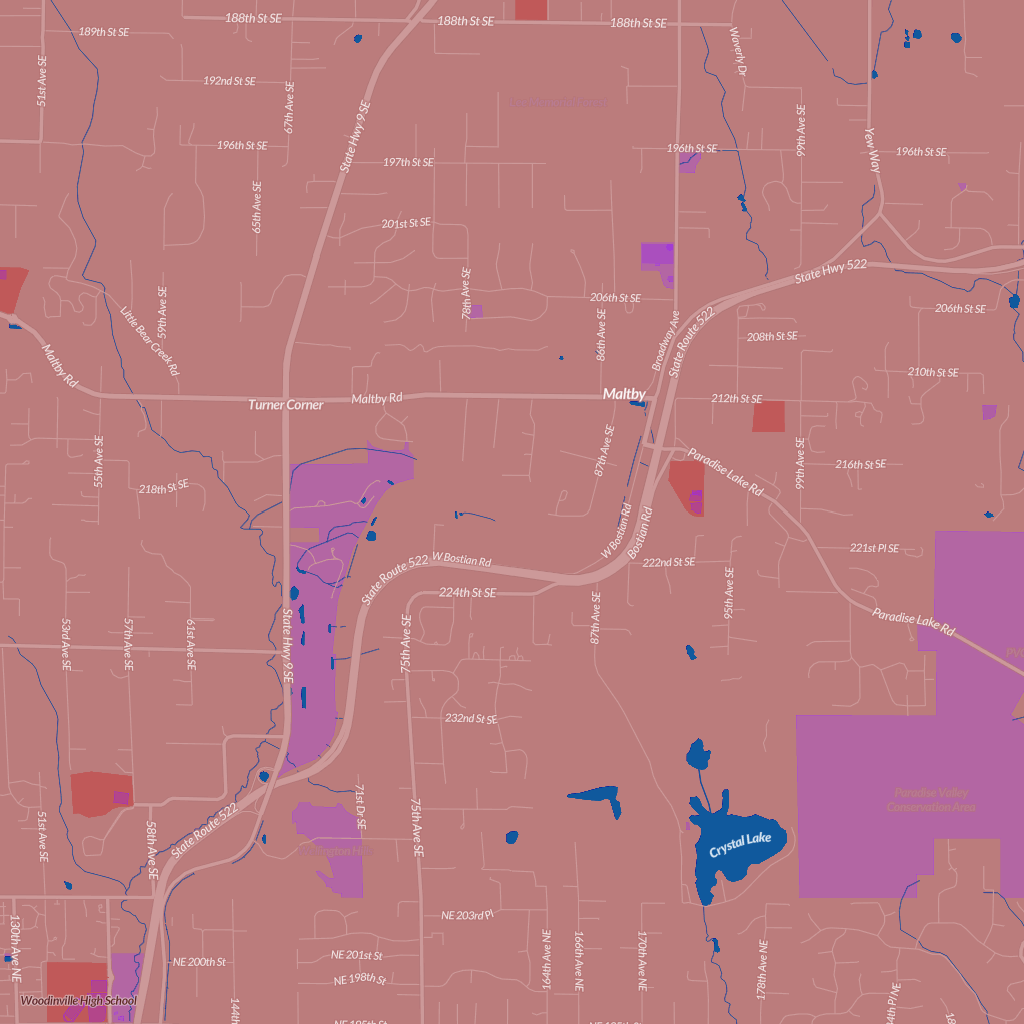 188th St SE
188th St SE
188th St SE
189th St SE
Waverly Dr
51st Ave SE
192nd St SE
67th Ave SE
State Hwy 9 SE
99th Ave SE
Yew Way
196th St SE
196th St SE
196th St SE
197th St SE
65th Ave SE
201st St SE
State Hwy 522
78th Ave SE
59th Ave SE
206th St SE
206th St SE
Little Bear Creek Rd
86th Ave SE
Broadway Ave
State Route 522
208th St SE
Maltby Rd
210th St SE
Maltby
Maltby Rd
Turner Corner
212th St SE
87th Ave SE
55th Ave SE
99th Ave SE
Paradise Lake Rd
216th St SE
218th St SE
W Bostian Rd
Bostian Rd
221st Pl SE
W Bostian Rd
222nd St SE
State Route 522
224th St SE
95th Ave SE
87th Ave SE
Paradise Lake Rd
State Hwy 9 SE
53rd Ave SE
57th Ave SE
61st Ave SE
75th Ave SE
232nd St SE
Paradise Valley
Conservation Area
71st Dr SE
75th Ave SE
51st Ave SE
State Route 522
58th Ave SE
Crystal Lake
NE 203rd Pl
130th Ave NE
NE 201st St
NE 200th St
164th Ave NE
166th Ave NE
170th Ave NE
178th Ave NE
NE 198th St
Woodinville High School
144th
NE 195th St